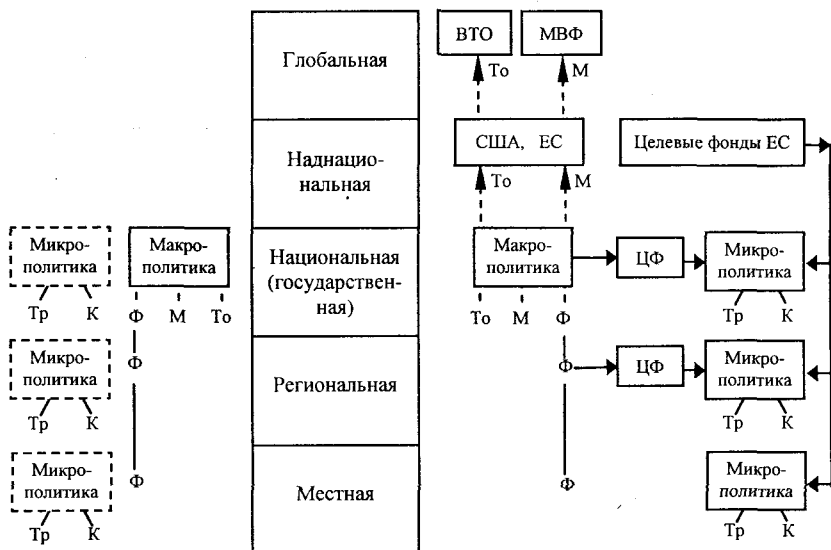 Глобальная
ВТО
МВФ
То
М
Наднацио-
нальная
США, ЕС
Целевые фонды ЕС
То
М
Микро-
политика
Тр
К
Макро-
политика
Ф
М
То
Национальная
(государствен-
ная)
Макро-
политика
То
М
Ф
ЦФ
Микро-
политика
Тр
К
Микро-
политика
Тр
К
Ф
Региональная
Ф
ЦФ
Микро-
политика
Тр
К
Микро-
политика
Тр
К
Ф
Местная
Ф
Микро-
политика
Тр
К